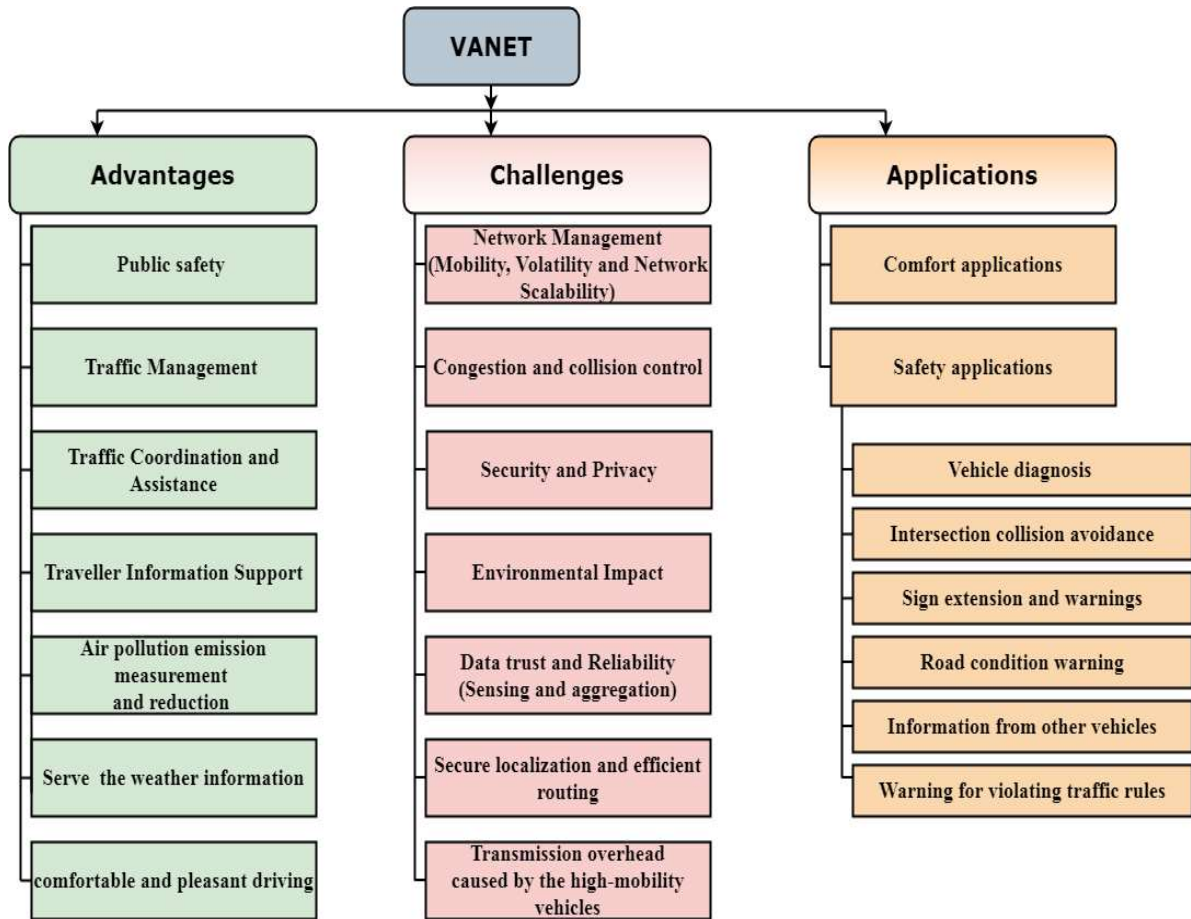 VANET
Advantages
Public safety
Traffic Management
Traffic Coordination and
Assistance
Traveller Information Support
Air pollution emission
measurement
and reduction
Serve the weather information
comfortable and pleasant driving
Challenges
Network Management
(Mobility, Volatility and Network
Scalability)
Congestion and collision control
Security and Privacy
Environmental Impact
Data trust and Reliability
(Sensing and aggregation)
Secure localization and efficient
routing
Transmission overhead
caused by the high-mobility
vehicles
Applications
Comfort applications
Safety applications
Vehicle diagnosis
Intersection collision avoidance
Sign extension and warnings
Road condition warning
Information from other vehicles
Warning for violating traffic rules